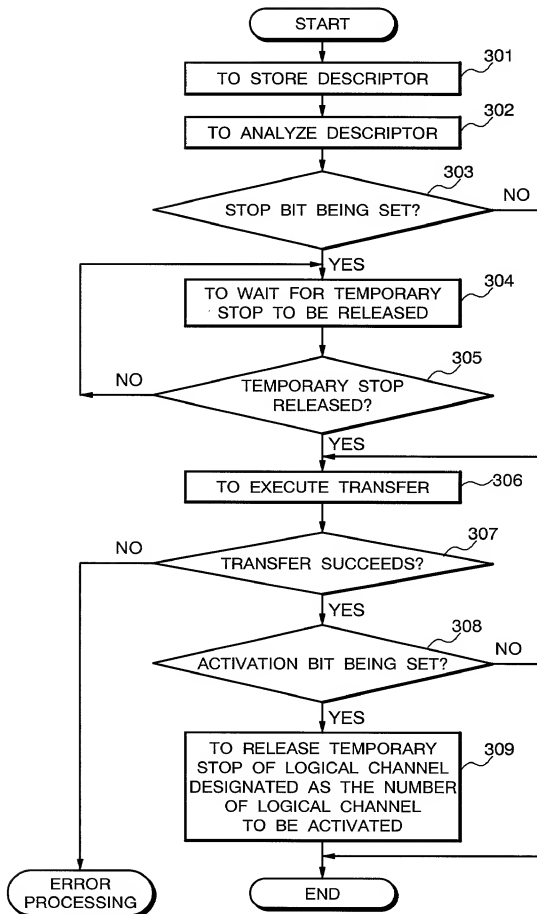 START
301
TO STORE DESCRIPTOR
302
TO ANALYZE DESCRIPTOR
303
STOP BIT BEING SET?
NO
YES
304
TO WAIT FOR TEMPORARY
STOP TO BE RELEASED
305
NO
TEMPORARY STOP
RELEASED?
YES
TO EXECUTE TRANSFER
306
307
NO
TRANSFER SUCCEEDS?
YES
308
ACTIVATION BIT BEING SET?
NO
YES
309
TO RELEASE TEMPORARY
STOP OF LOGICAL CHANNEL
DESIGNATED AS THE NUMBER
OF LOGICAL CHANNEL
TO BE ACTIVATED
ERROR
PROCESSING
END